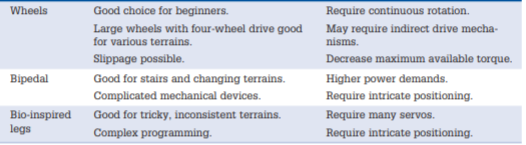 Wheels Good choice for beginners. Require continuous rotation.
Large wheels with four-wheel drive good May require indirect drive mecha-
for various terrains. nisms.
Slippage possible. Decrease maximum available torque.
Bipedal Good for stairs and changing terrains. Higher power demands.
Complicated mechanical devices. Require intricate positioning.
Bio-inspired Good for tricky, inconsistent terrains. Require many servos.
legs Complex programming. Require intricate positioning.